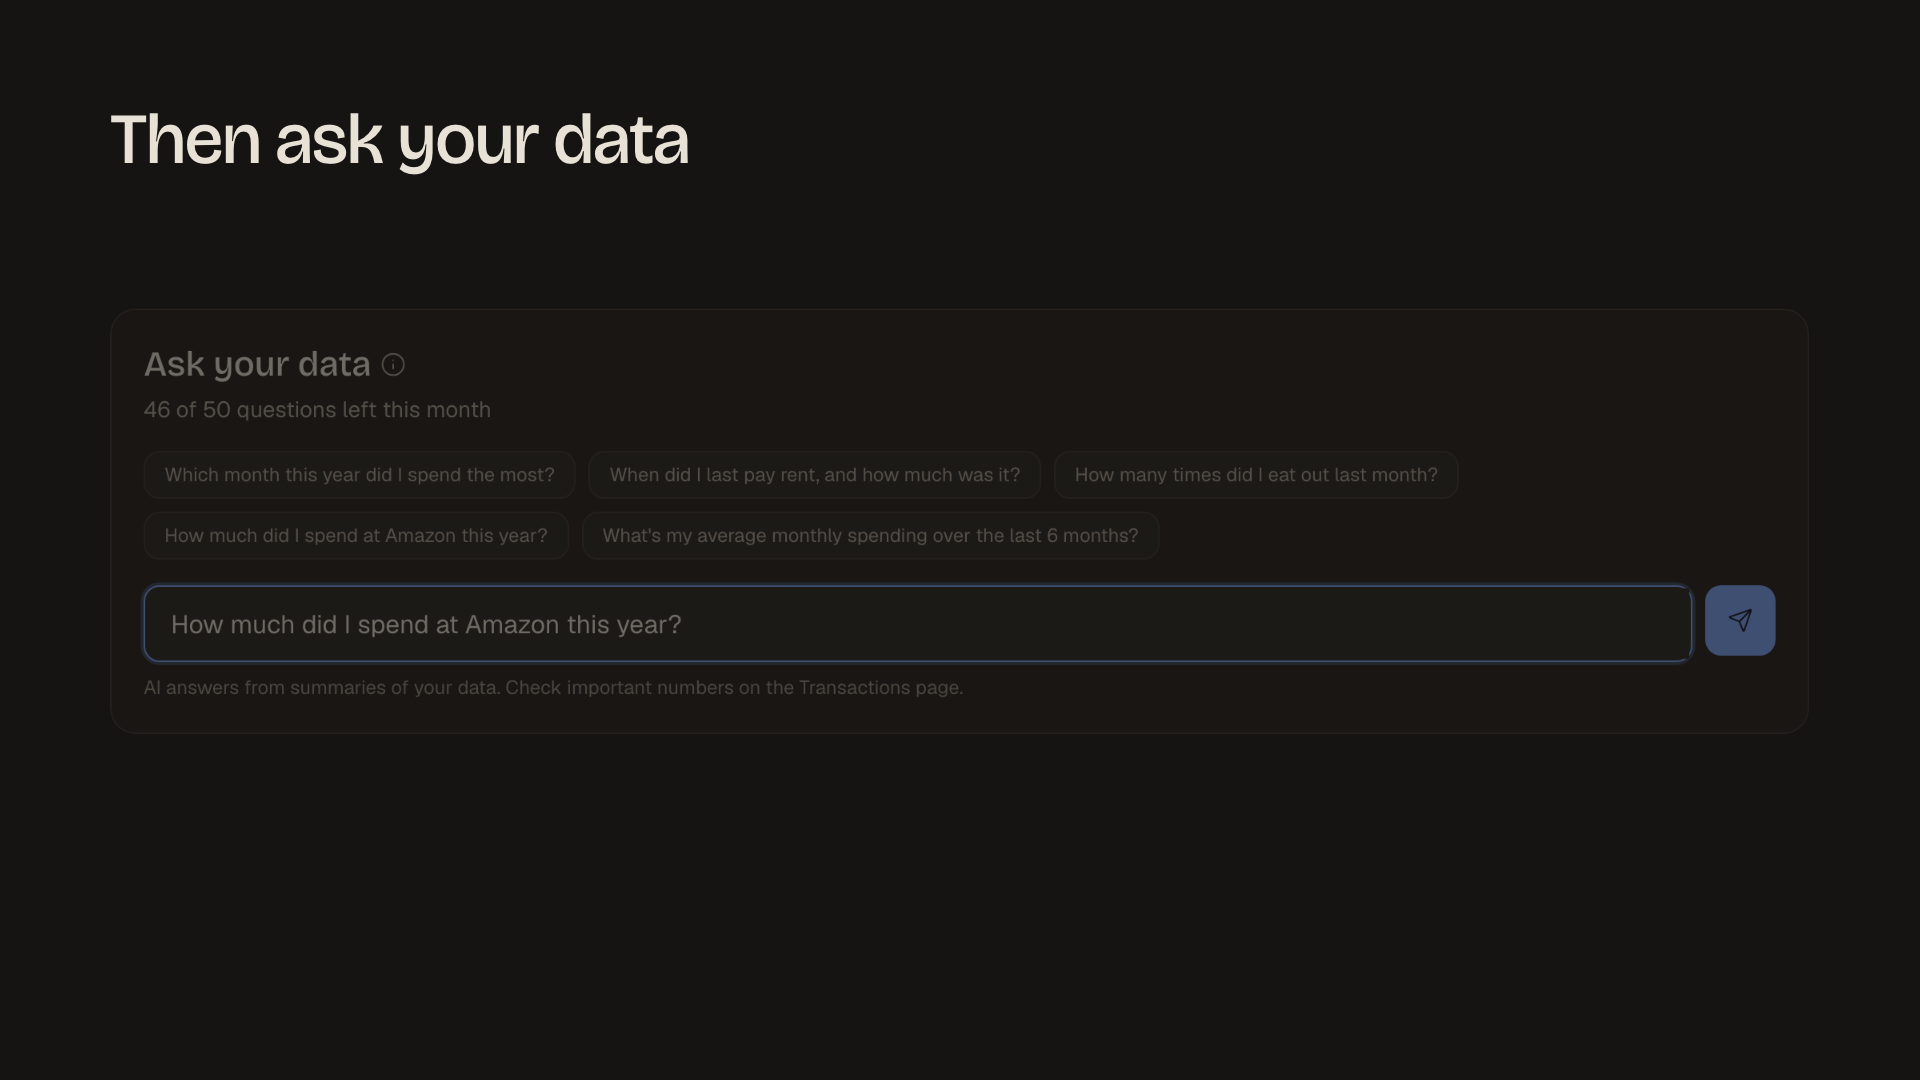 Then ask your data
Ask your data
46 of 50 questions left this month
Which month this year did I spend the most?
When did I last pay rent, and how much was it?
How many times did I eat out last month?
How much did I spend at Amazon this year?
What's my average monthly spending over the last 6 months?
How much did I spend at Amazon this year?
AI answers from summaries of your data. Check important numbers on the Transactions page.